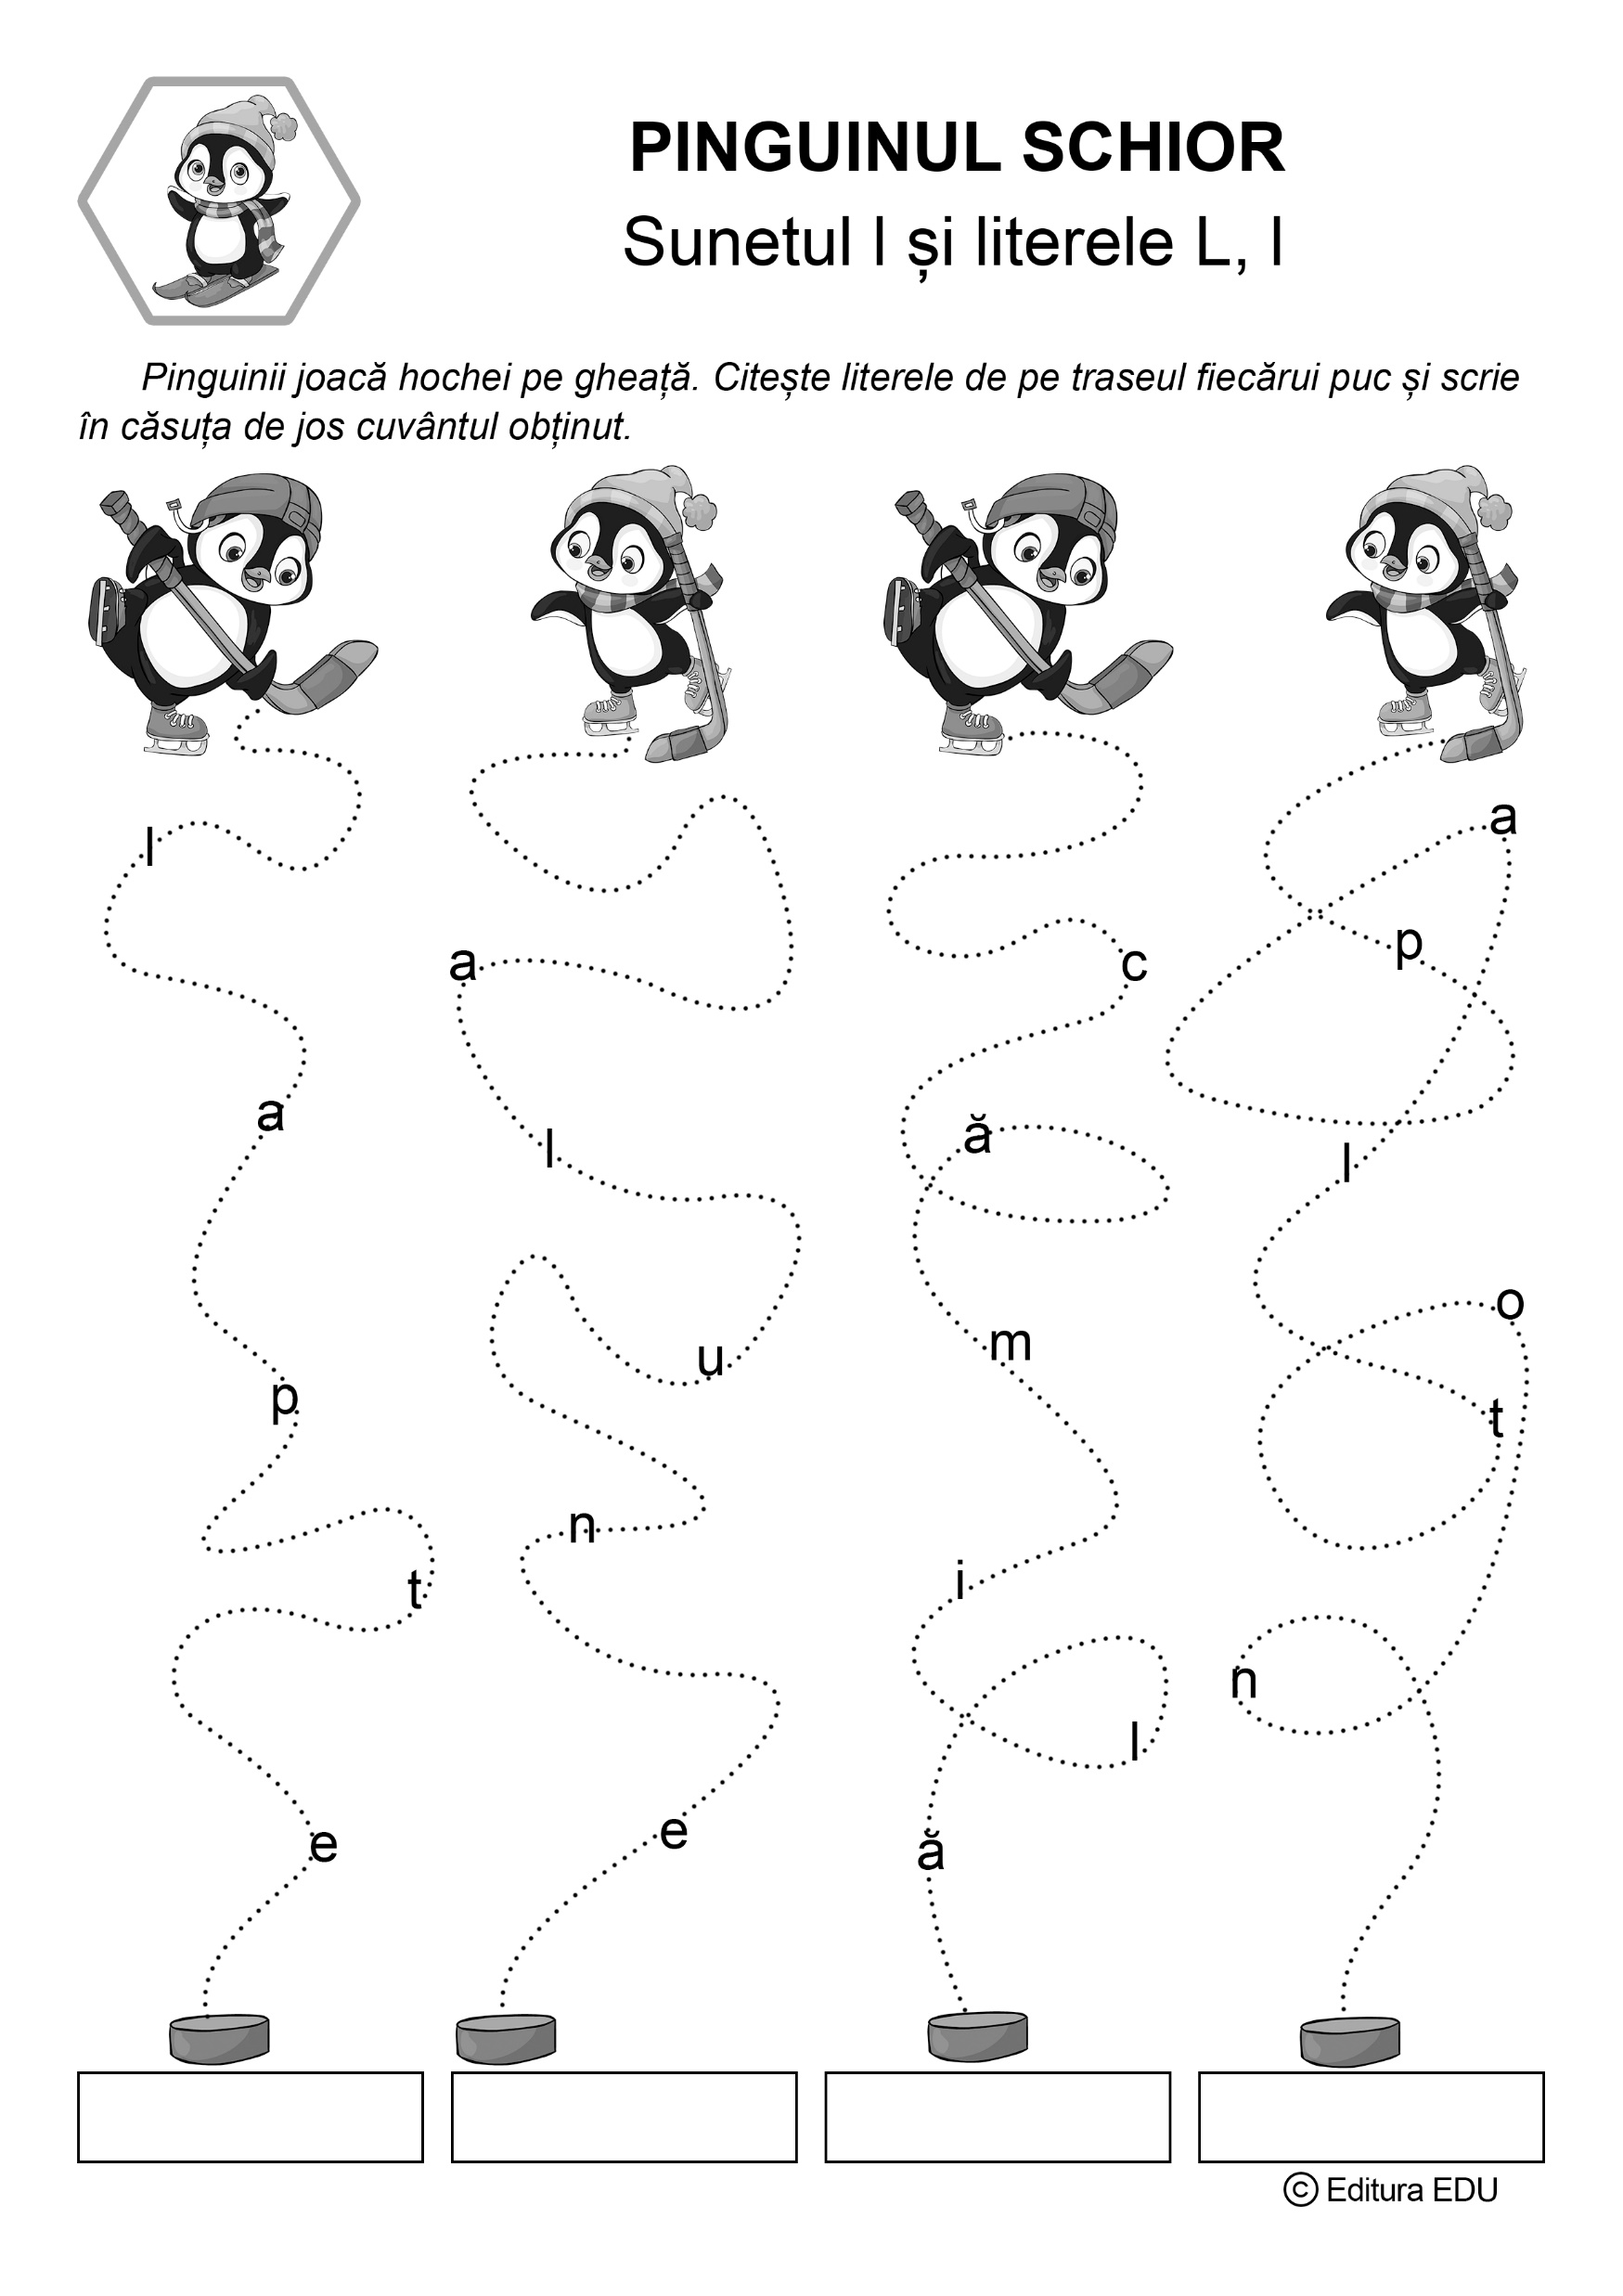 PINGUINUL SCHIOR
Sunetul l și literele L, l
Pinguinii joacă hochei pe gheață. Citește literele de pe traseul fiecărui puc și scrie
în căsuța de jos cuvântul obținut.
l
a
p
t
e
a
l
u
n
e
c
ă
m
i
l
ă
p
a
l
t
o
n
© Editura EDU